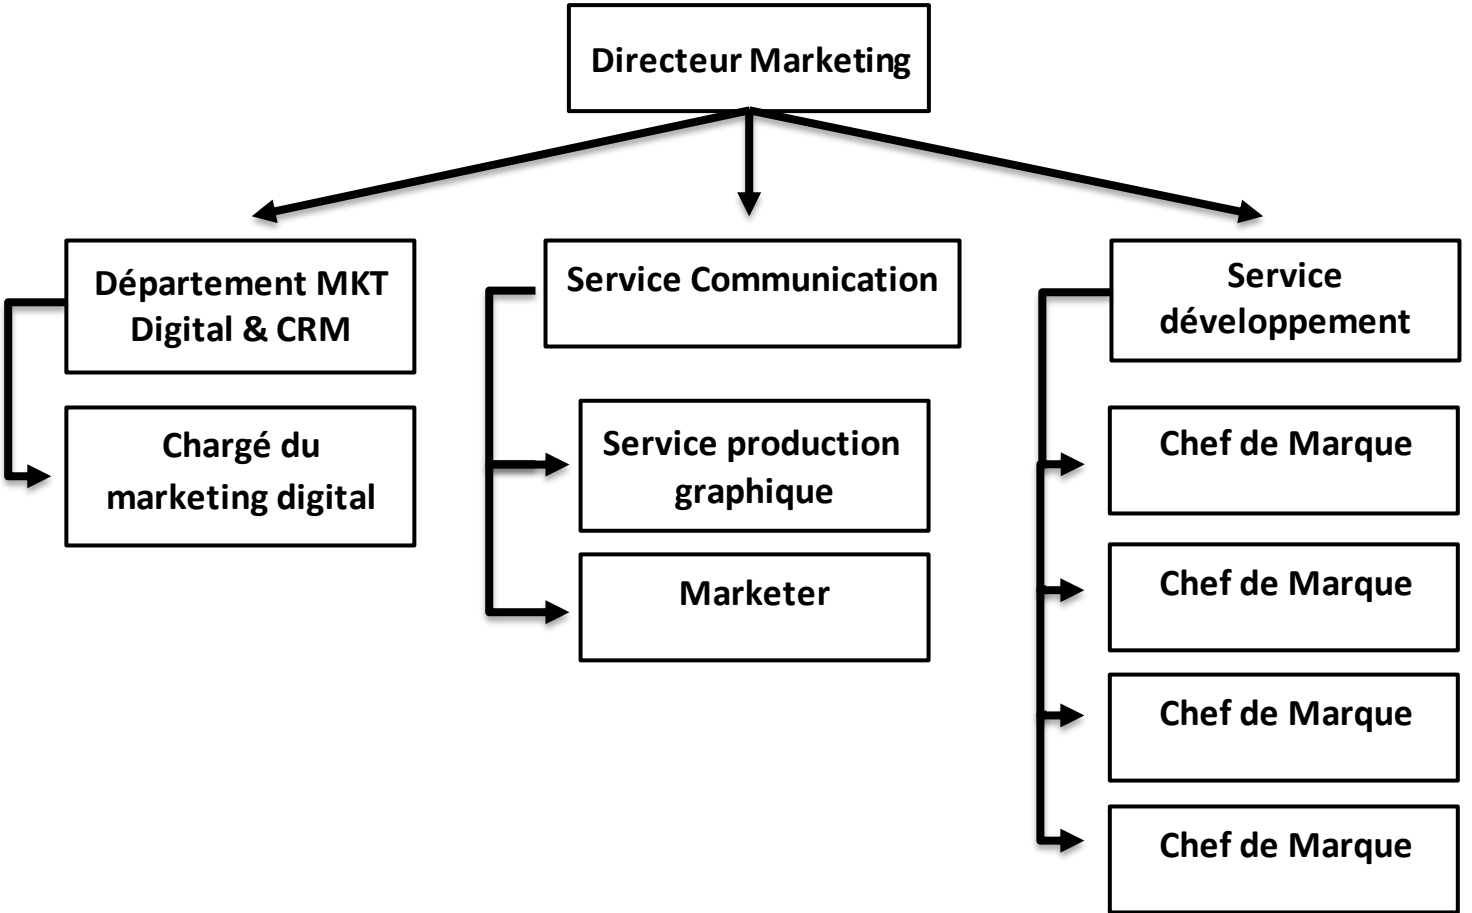 Directeur Marketing
Département MKT
Digital & CRM
Chargé du
marketing digital
Service Communication
Service production
graphique
Marketer
Service
développement
Chef de Marque
Chef de Marque
Chef de Marque
Chef de Marque